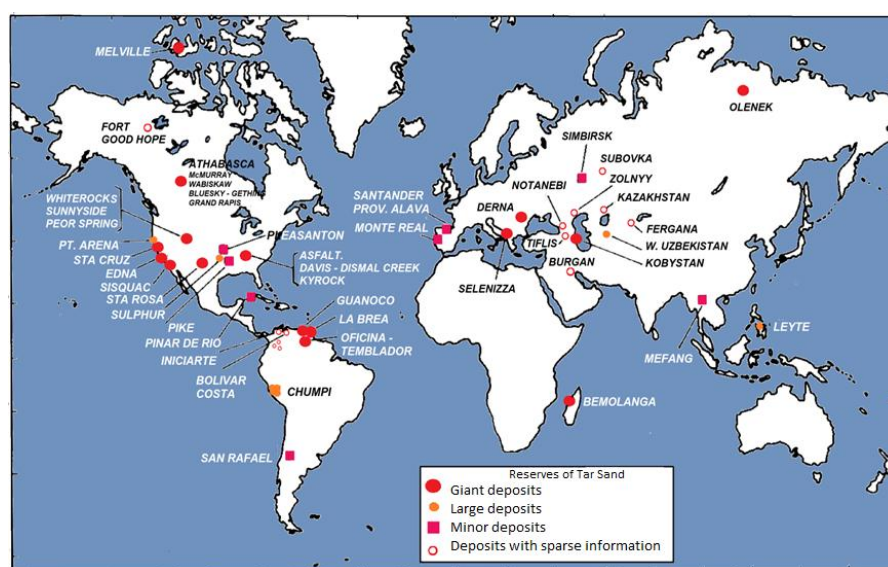 MELVILLE
OLENEK
FORT
GOOD HOPE
SIMBIRSK
ATHABASCA
McMURRAY
WABISKAW
BLUESKY - GETHING
GRAND RAPIS
SUBOVKA
ZOLNYY
NOTANEBI
WHITEROCKS
SUNNYSIDE
PEOR SPRING
SANTANDER
PROV. ALAVA
DERNA
KAZAKHSTAN
PT. ARENA
PLEASANTON
MONTE REAL
FERGANA
STA CRUZ
TIFLIS
W. UZBEKISTAN
ASFALT.
DAVIS - DISMAL CREEK
KYROCK
BURGAN
KOBYSTAN
EDNA
SISQUAC
STA ROSA
SELENIZZA
GUANOCO
SULPHUR
LA BREA
PIKE
LEYTE
PINAR DE RIO
OFICINA -
TEMBLADOR
MEFANG
INICIARTE
BOLIVAR
COSTA
CHUMPI
BEMOLANGA
SAN RAFAEL
Reserves of Tar Sand
Giant deposits
Large deposits
Minor deposits
Deposits with sparse information